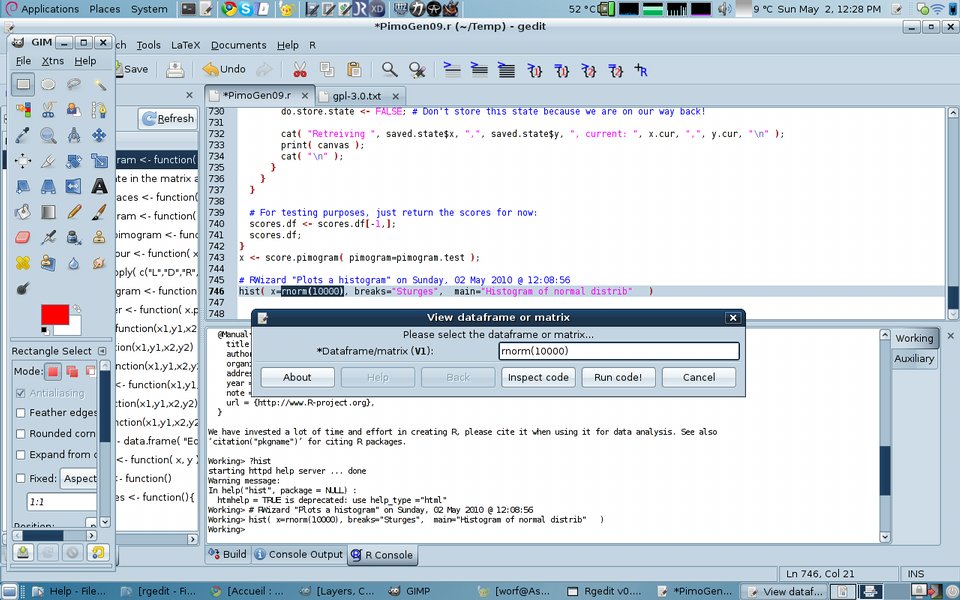 Applications Places System 52 °C 9 °C Sun May 2, 12:28 PM
*PimoGen09.r (~/Temp) - gedit
GIM
ch Tools LaTeX Documents Help R
File Xtns Help
Save Undo
*PimoGen09.r gpl-3.0.txt
Refresh
gram <- function(
ate in the matrix a
aces <- function(
gram <- function(
pimogram <- funct
our <- function( x
pply( c("L","D","R",
gram <- function(
er <- function( x.p
nction(x1,y1,x2
ction(x1,y1,x2,y2)
ction(x1,y1,x2,y2)
ction(x1,y1,x2,y2)
nction(x1,y1,x2
- data.frame( "Ec
<- function( x, y )
<- function()
es <- function(){
730 do.store.state <- FALSE; # Don't store this state because we are on our way back!
731
732 cat( "Retreiving ", saved.state$x, ",", saved.state$y, ", current: ", x.cur, ",", y.cur, "\n" );
733 print( canvas );
734 cat( "\n" );
735 }
736 }
737 }
738
739 # For testing purposes, just return the scores for now:
740 scores.df <- scores.df[-1,];
741 scores.df;
742 }
743 x <- score.pimogram( pimogram=pimogram.test );
744
745 # RWizard "Plots a histogram" on Sunday, 02 May 2010 @ 12:08:56
746 hist( x=rnorm(10000), breaks="Sturges", main="Histogram of normal distrib" )
747
748
View dataframe or matrix
Please select the dataframe or matrix...
*Dataframe/matrix (V1): rnorm(10000)
About Help Back Inspect code Run code! Cancel
Rectangle Select
Mode:
Antialiasing
Feather edges
Rounded corn
Expand from c
Fixed: Aspect
1:1
Position:
@Manual
title
autho
organi
addres
year =
note =
url = {http://www.R-project.org},
}
We have invested a lot of time and effort in creating R, please cite it when using it for data analysis. See also
‘citation("pkgname")’ for citing R packages.
Working> ?hist
starting httpd help server ... done
Warning message:
In help("hist", package = NULL) :
htmhelp = TRUE is deprecated: use help_type ="html"
Working> # RWizard "Plots a histogram" on Sunday, 02 May 2010 @ 12:08:56
Working> hist( x=rnorm(10000), breaks="Sturges", main="Histogram of normal distrib" )
Working>
Working
Auxiliary
Build Console Output R Console
Ln 746, Col 21 INS
Help - File... [rgedit - Fi... [Accueil : ... [Layers, C... GIMP [worf@As... Rgedit v0.... *PimoGen... View dataf...